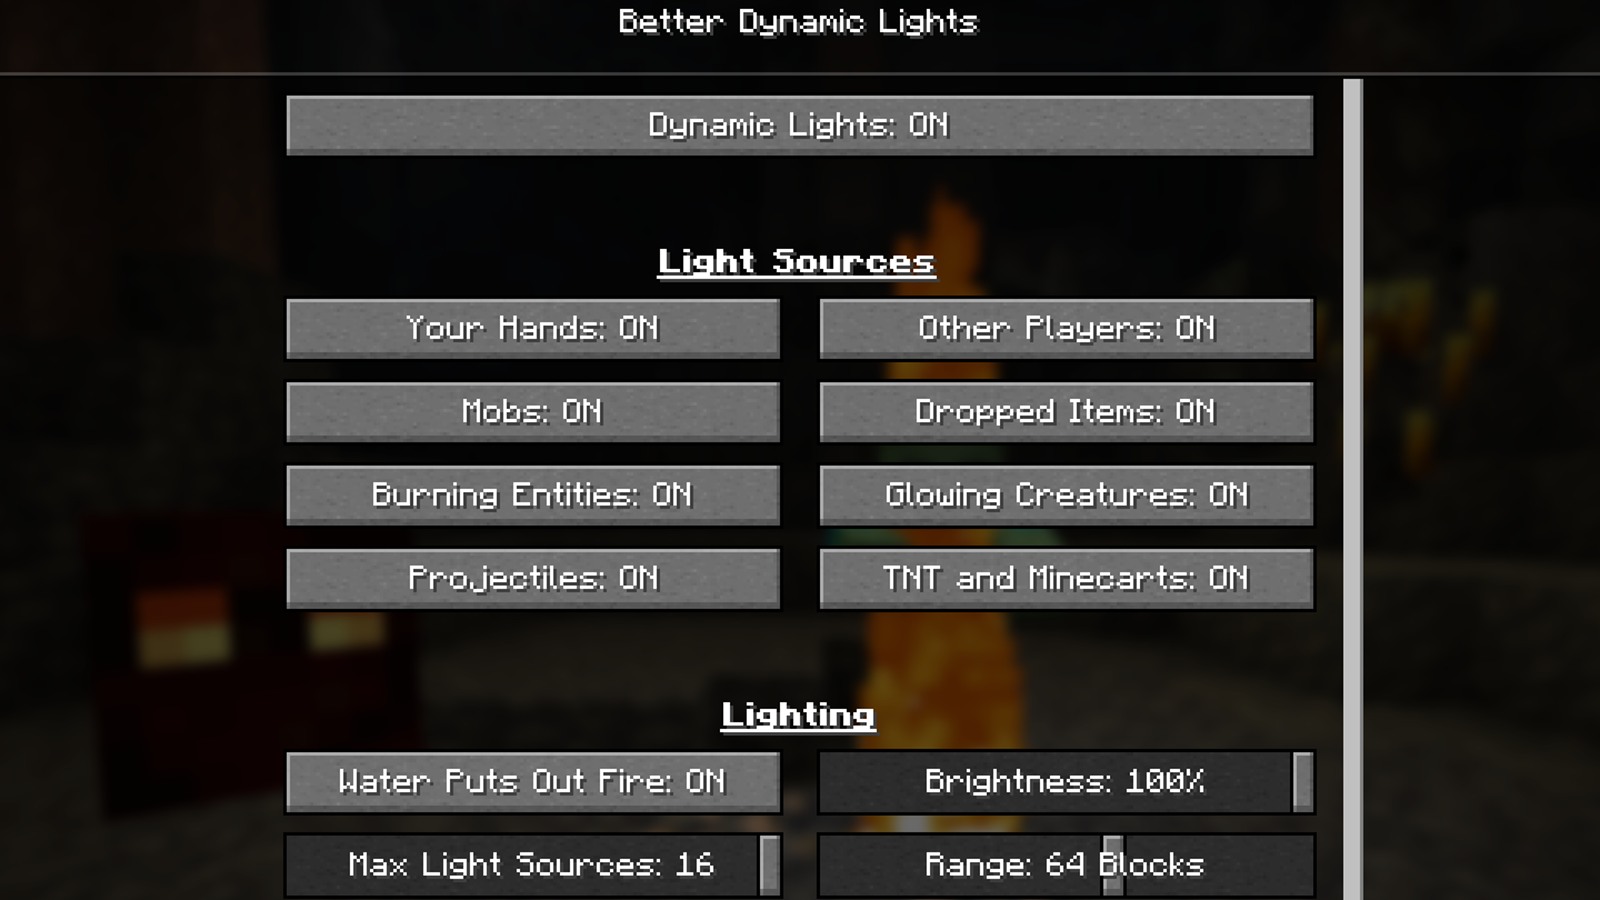 Better Dynamic Lights
Dynamic Lights: ON
Light Sources
Your Hands: ON
Other Players: ON
Mobs: ON
Dropped Items: ON
Burning Entities: ON
Glowing Creatures: ON
Projectiles: ON
TNT and Minecarts: ON
Lighting
Water Puts Out Fire: ON
Brightness: 100%
Max Light Sources: 16
Range: 64 Blocks